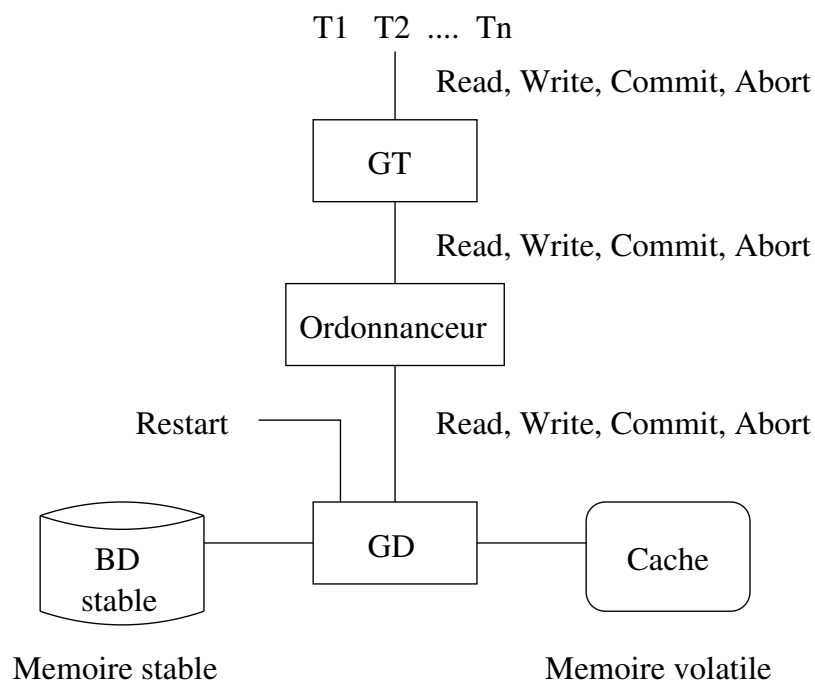 T1 T2 .... Tn
Read, Write, Commit, Abort
GT
Read, Write, Commit, Abort
Ordonnanceur
Restart
Read, Write, Commit, Abort
BD
stable
GD
Cache
Memoire stable
Memoire volatile